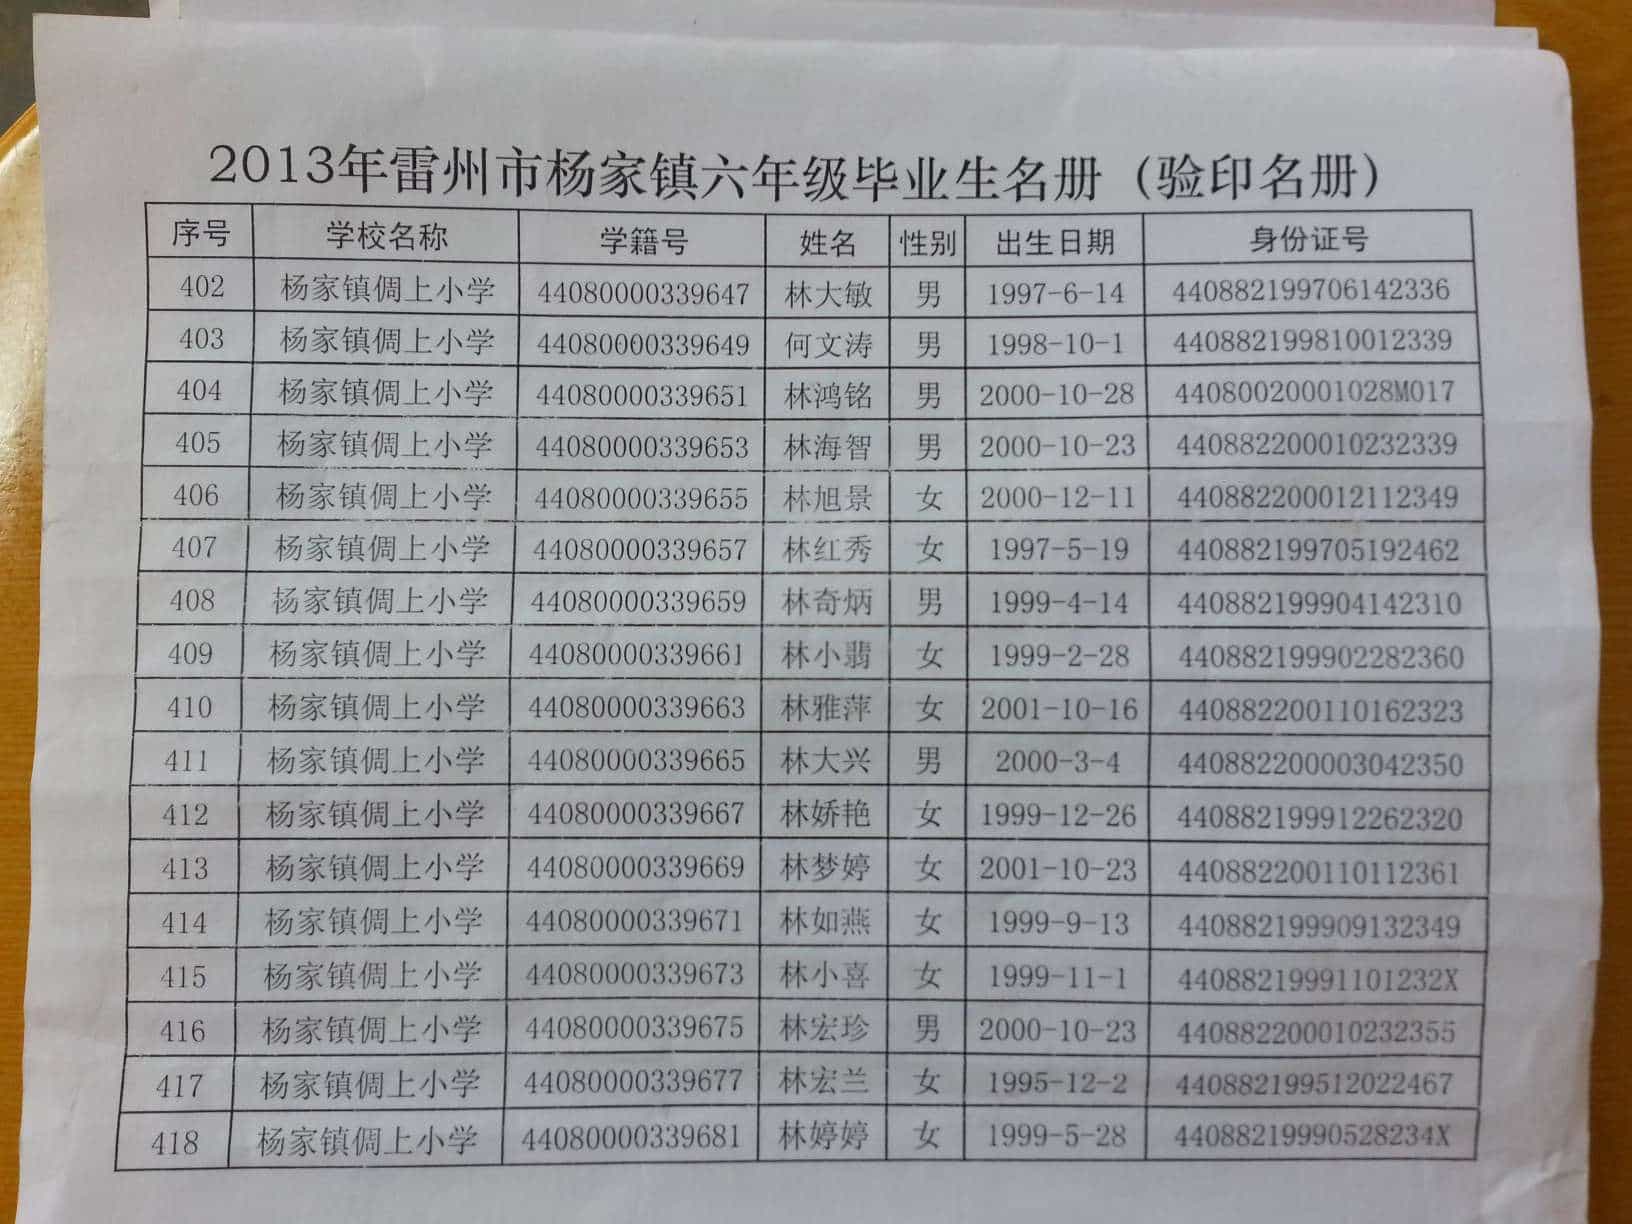 2013年雷州市杨家镇六年级毕业生名册（验印名册）
序号 学校名称 学籍号 姓名 性别 出生日期 身份证号
402 杨家镇倜上小学 44080000339647 林大敏 男 1997-6-14 440882199706142336
403 杨家镇倜上小学 44080000339649 何文涛 男 1998-10-1 440882199810012339
404 杨家镇倜上小学 44080000339651 林鸿铭 男 2000-10-28 44080020001028M017
405 杨家镇倜上小学 44080000339653 林海智 男 2000-10-23 440882200010232339
406 杨家镇倜上小学 44080000339655 林旭景 女 2000-12-11 440882200012112349
407 杨家镇倜上小学 44080000339657 林红秀 女 1997-5-19 440882199705192462
408 杨家镇倜上小学 44080000339659 林奇炳 男 1999-4-14 440882199904142310
409 杨家镇倜上小学 44080000339661 林小翡 女 1999-2-28 440882199902282360
410 杨家镇倜上小学 44080000339663 林雅萍 女 2001-10-16 440882200110162323
411 杨家镇倜上小学 44080000339665 林大兴 男 2000-3-4 440882200003042350
412 杨家镇倜上小学 44080000339667 林娇艳 女 1999-12-26 440882199912262320
413 杨家镇倜上小学 44080000339669 林梦婷 女 2001-10-23 440882200110112361
414 杨家镇倜上小学 44080000339671 林如燕 女 1999-9-13 440882199909132349
415 杨家镇倜上小学 44080000339673 林小喜 女 1999-11-1 44088219991101232X
416 杨家镇倜上小学 44080000339675 林宏珍 男 2000-10-23 440882200010232355
417 杨家镇倜上小学 44080000339677 林宏兰 女 1995-12-2 440882199512022467
418 杨家镇倜上小学 44080000339681 林婷婷 女 1999-5-28 44088219990528234X